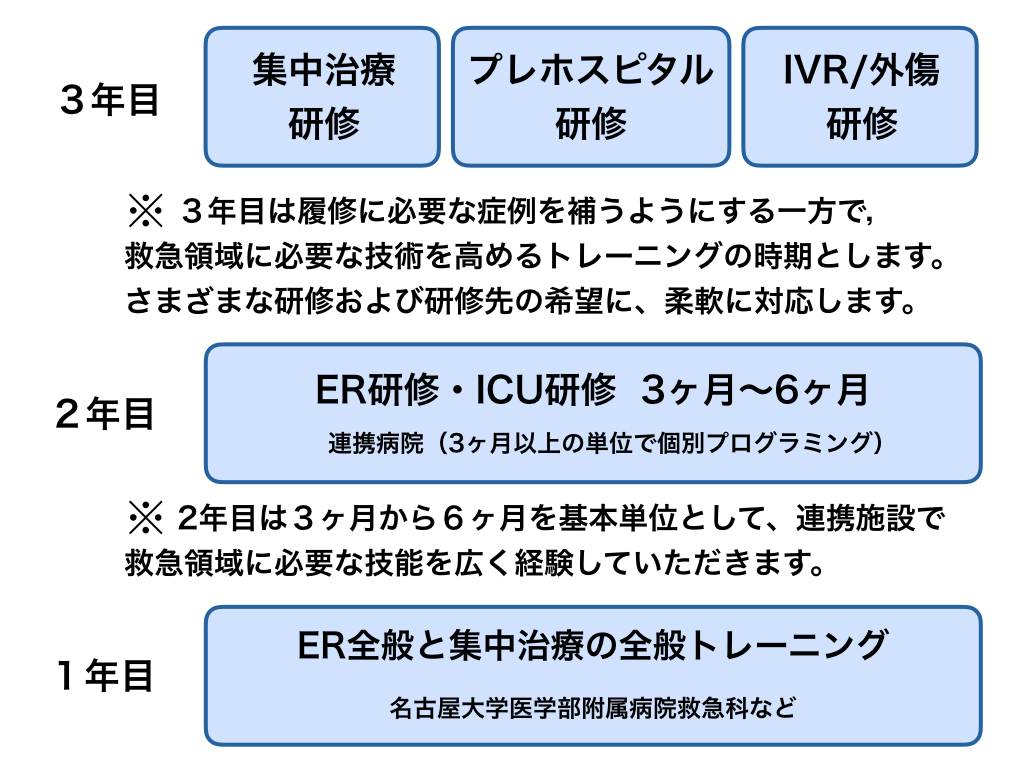 ３年目
集中治療
研修
プレホスピタル
研修
IVR/外傷
研修
※ ３年目は履修に必要な症例を補うようにする一方で,
救急領域に必要な技術を高めるトレーニングの時期とします。
さまざまな研修および研修先の希望に、柔軟に対応します。
２年目
ER研修・ICU研修 3ヶ月〜6ヶ月
連携病院（3ヶ月以上の単位で個別プログラミング）
※ 2年目は３ヶ月から６ヶ月を基本単位として、連携施設で
救急領域に必要な技能を広く経験していただきます。
１年目
ER全般と集中治療の全般トレーニング
名古屋大学医学部附属病院救急科など